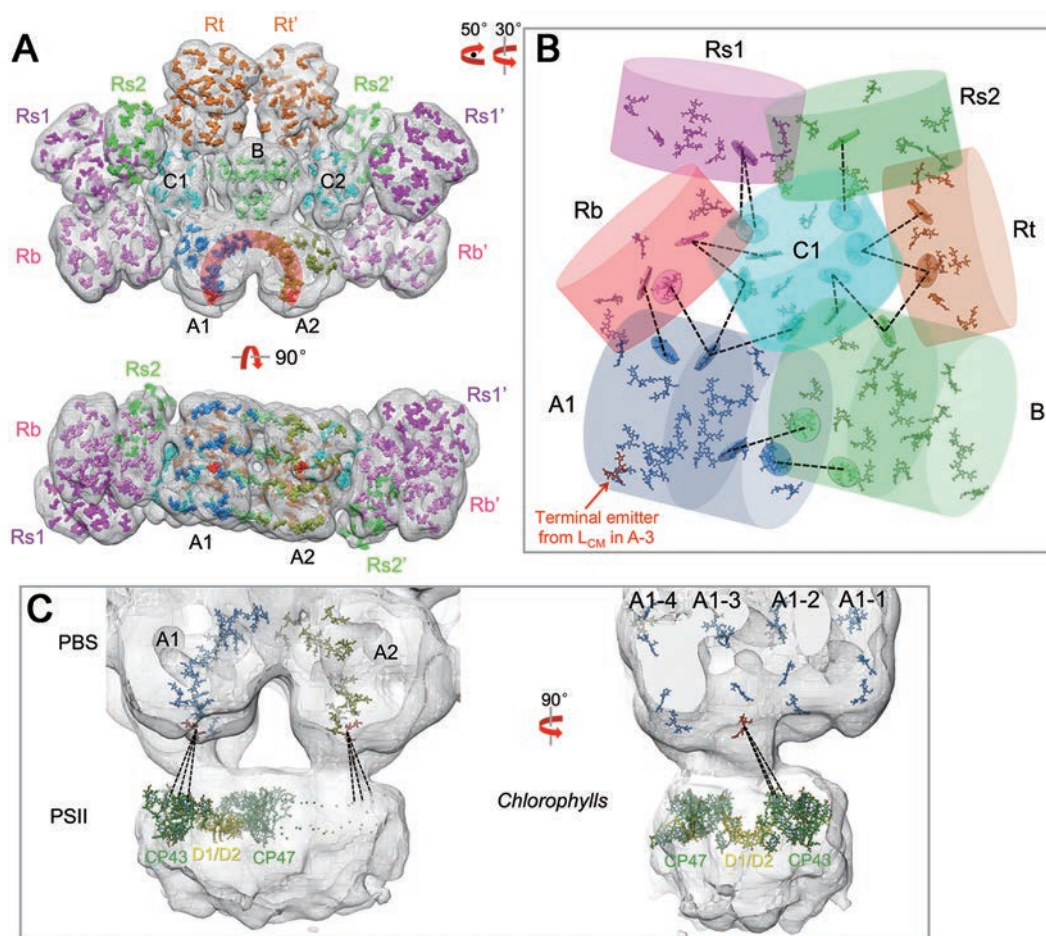 A
Rt Rt'
50° 30°
Rs2 Rs2'
Rs1 Rs1'
B
C1 C2
Rb Rb'
A1 A2
90°
Rs2
Rs1'
Rb
Rb'
Rs1
A1 A2
Rs2'
B
Rs1
Rs2
Rb
Rt
C1
A1
B
Terminal emitter
from LCM in A-3
C
PBS
A1 A2
A1-4 A1-3 A1-2 A1-1
90°
PSII
Chlorophylls
CP43 D1/D2 CP47
CP47 D1/D2 CP43